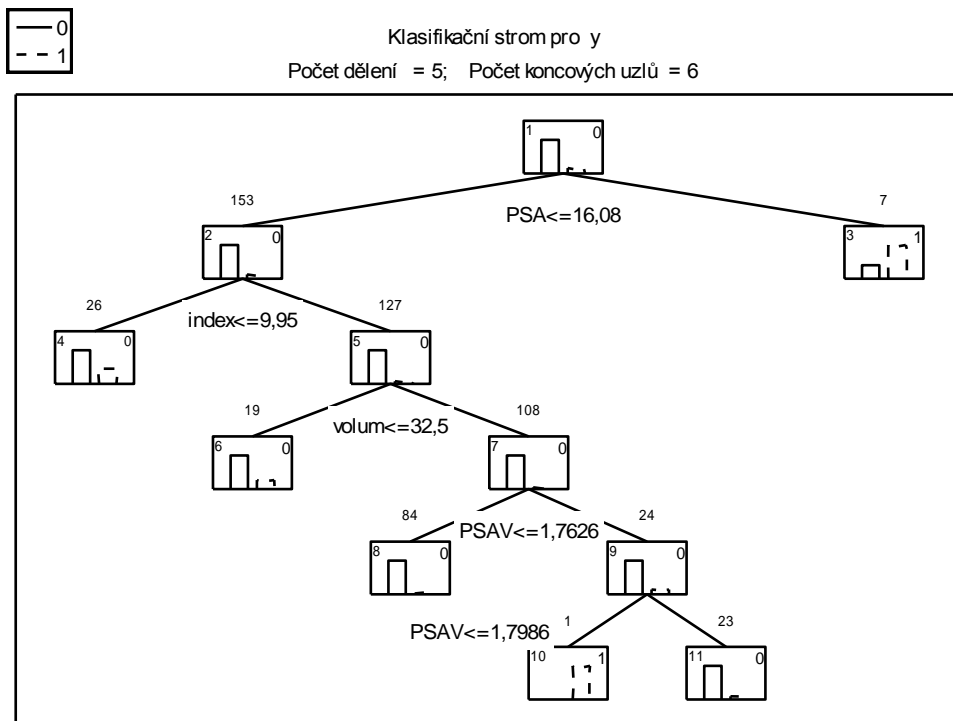 0
1
Klasifikační strom pro y
Počet dělení = 5; Počet koncových uzlů = 6
1 0
153 7
PSA<=16,08
2 0
3 1
26 127
index<=9,95
4 0
5 0
19 108
volum<=32,5
6 0
7 0
84 24
PSAV<=1,7626
8 0
9 0
1 23
PSAV<=1,7986
10 1
11 0